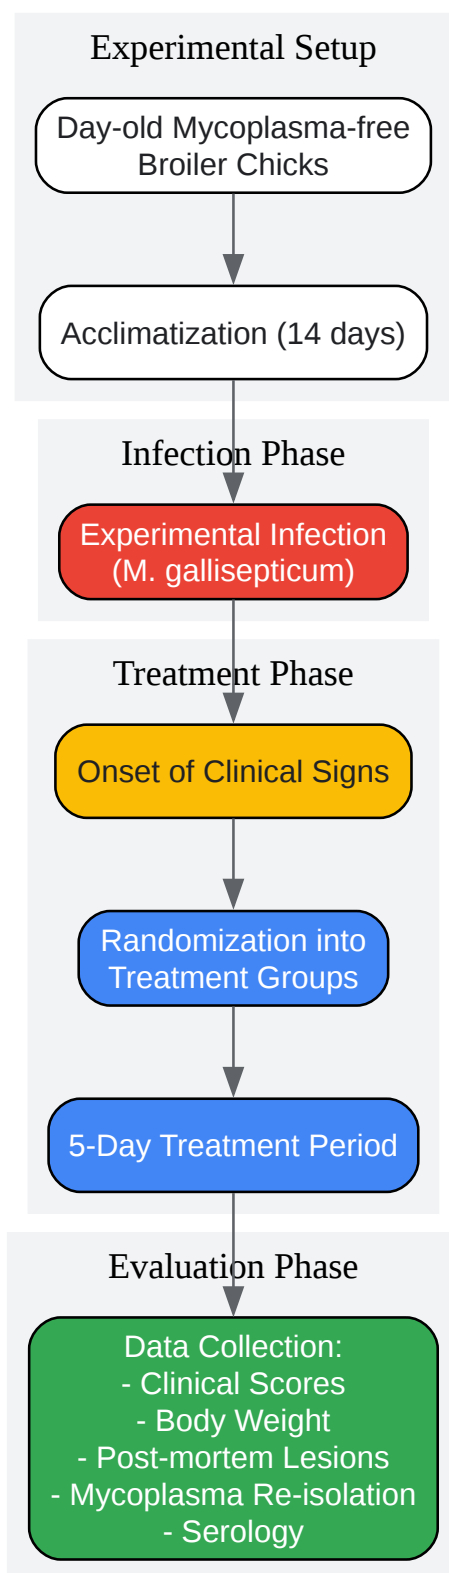 Experimental Setup
Day-old Mycoplasma-free
Broiler Chicks
Acclimatization (14 days)
Infection Phase
Experimental Infection
(M. gallisepticum)
Treatment Phase
Onset of Clinical Signs
Randomization into
Treatment Groups
5-Day Treatment Period
Evaluation Phase
Data Collection:
- Clinical Scores
- Body Weight
- Post-mortem Lesions
- Mycoplasma Re-isolation
- Serology